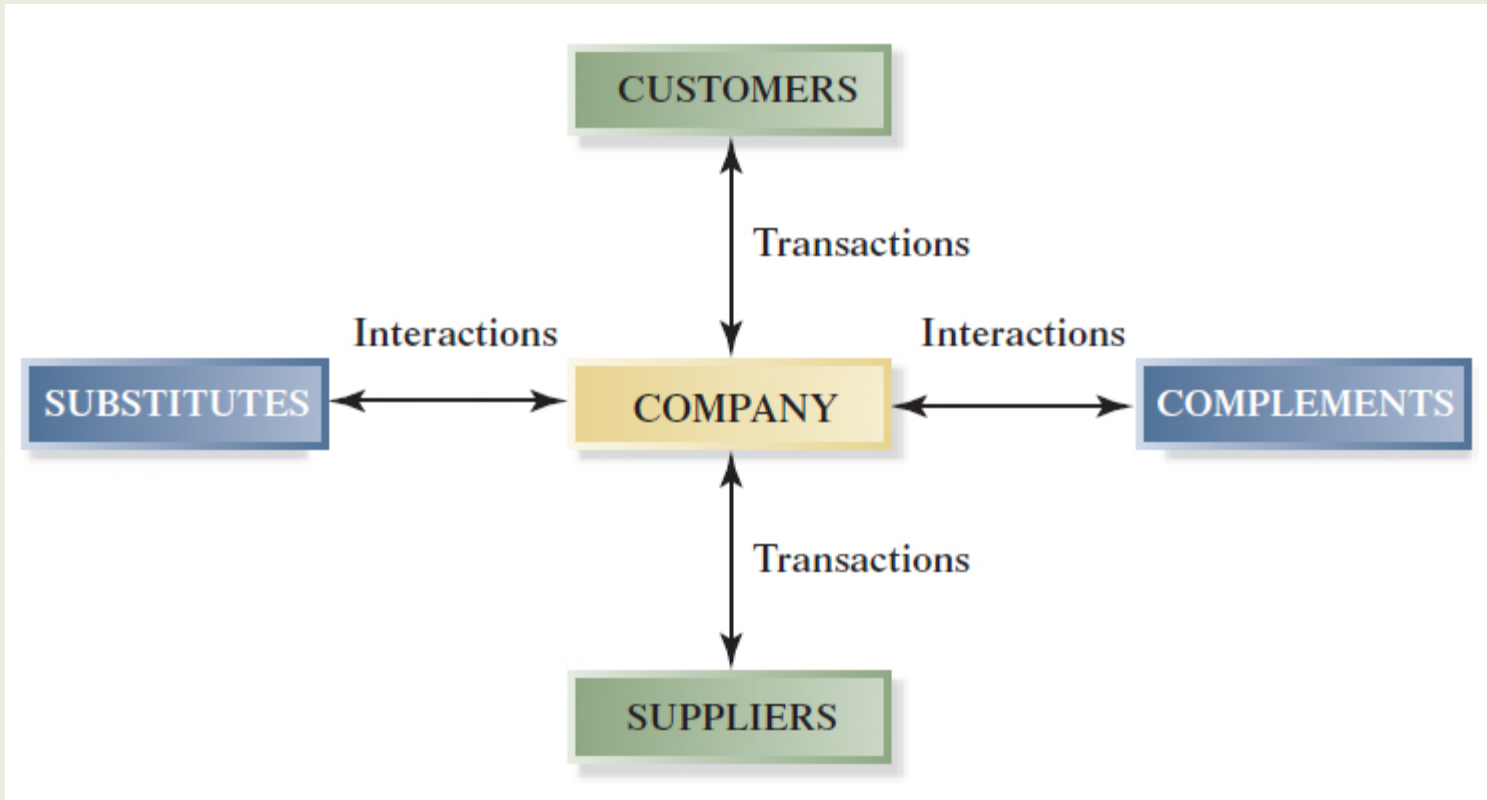 CUSTOMERS
Transactions
Interactions
Interactions
SUBSTITUTES
COMPANY
COMPLEMENTS
Transactions
SUPPLIERS